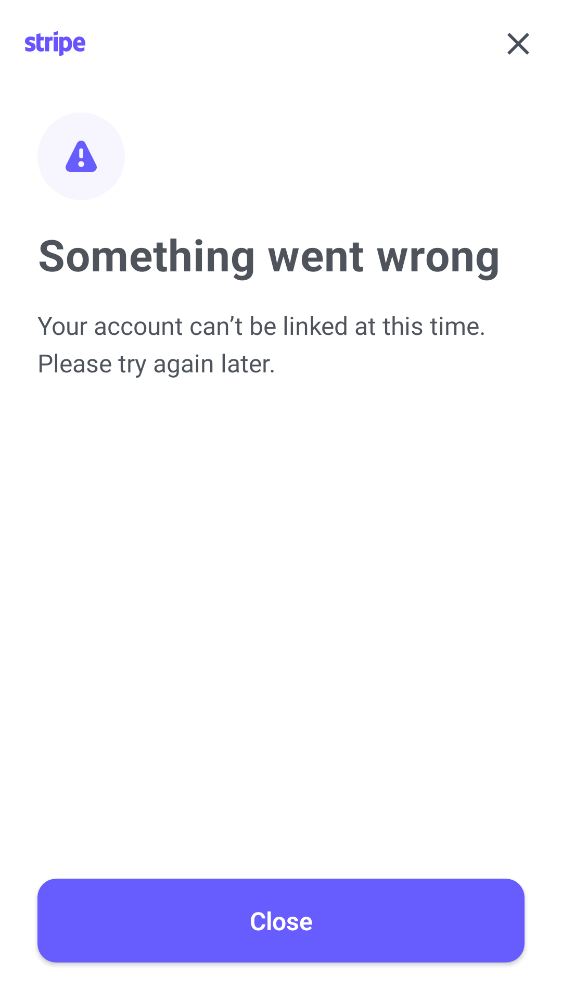 stripe
Something went wrong
Your account can’t be linked at this time.
Please try again later.
Close